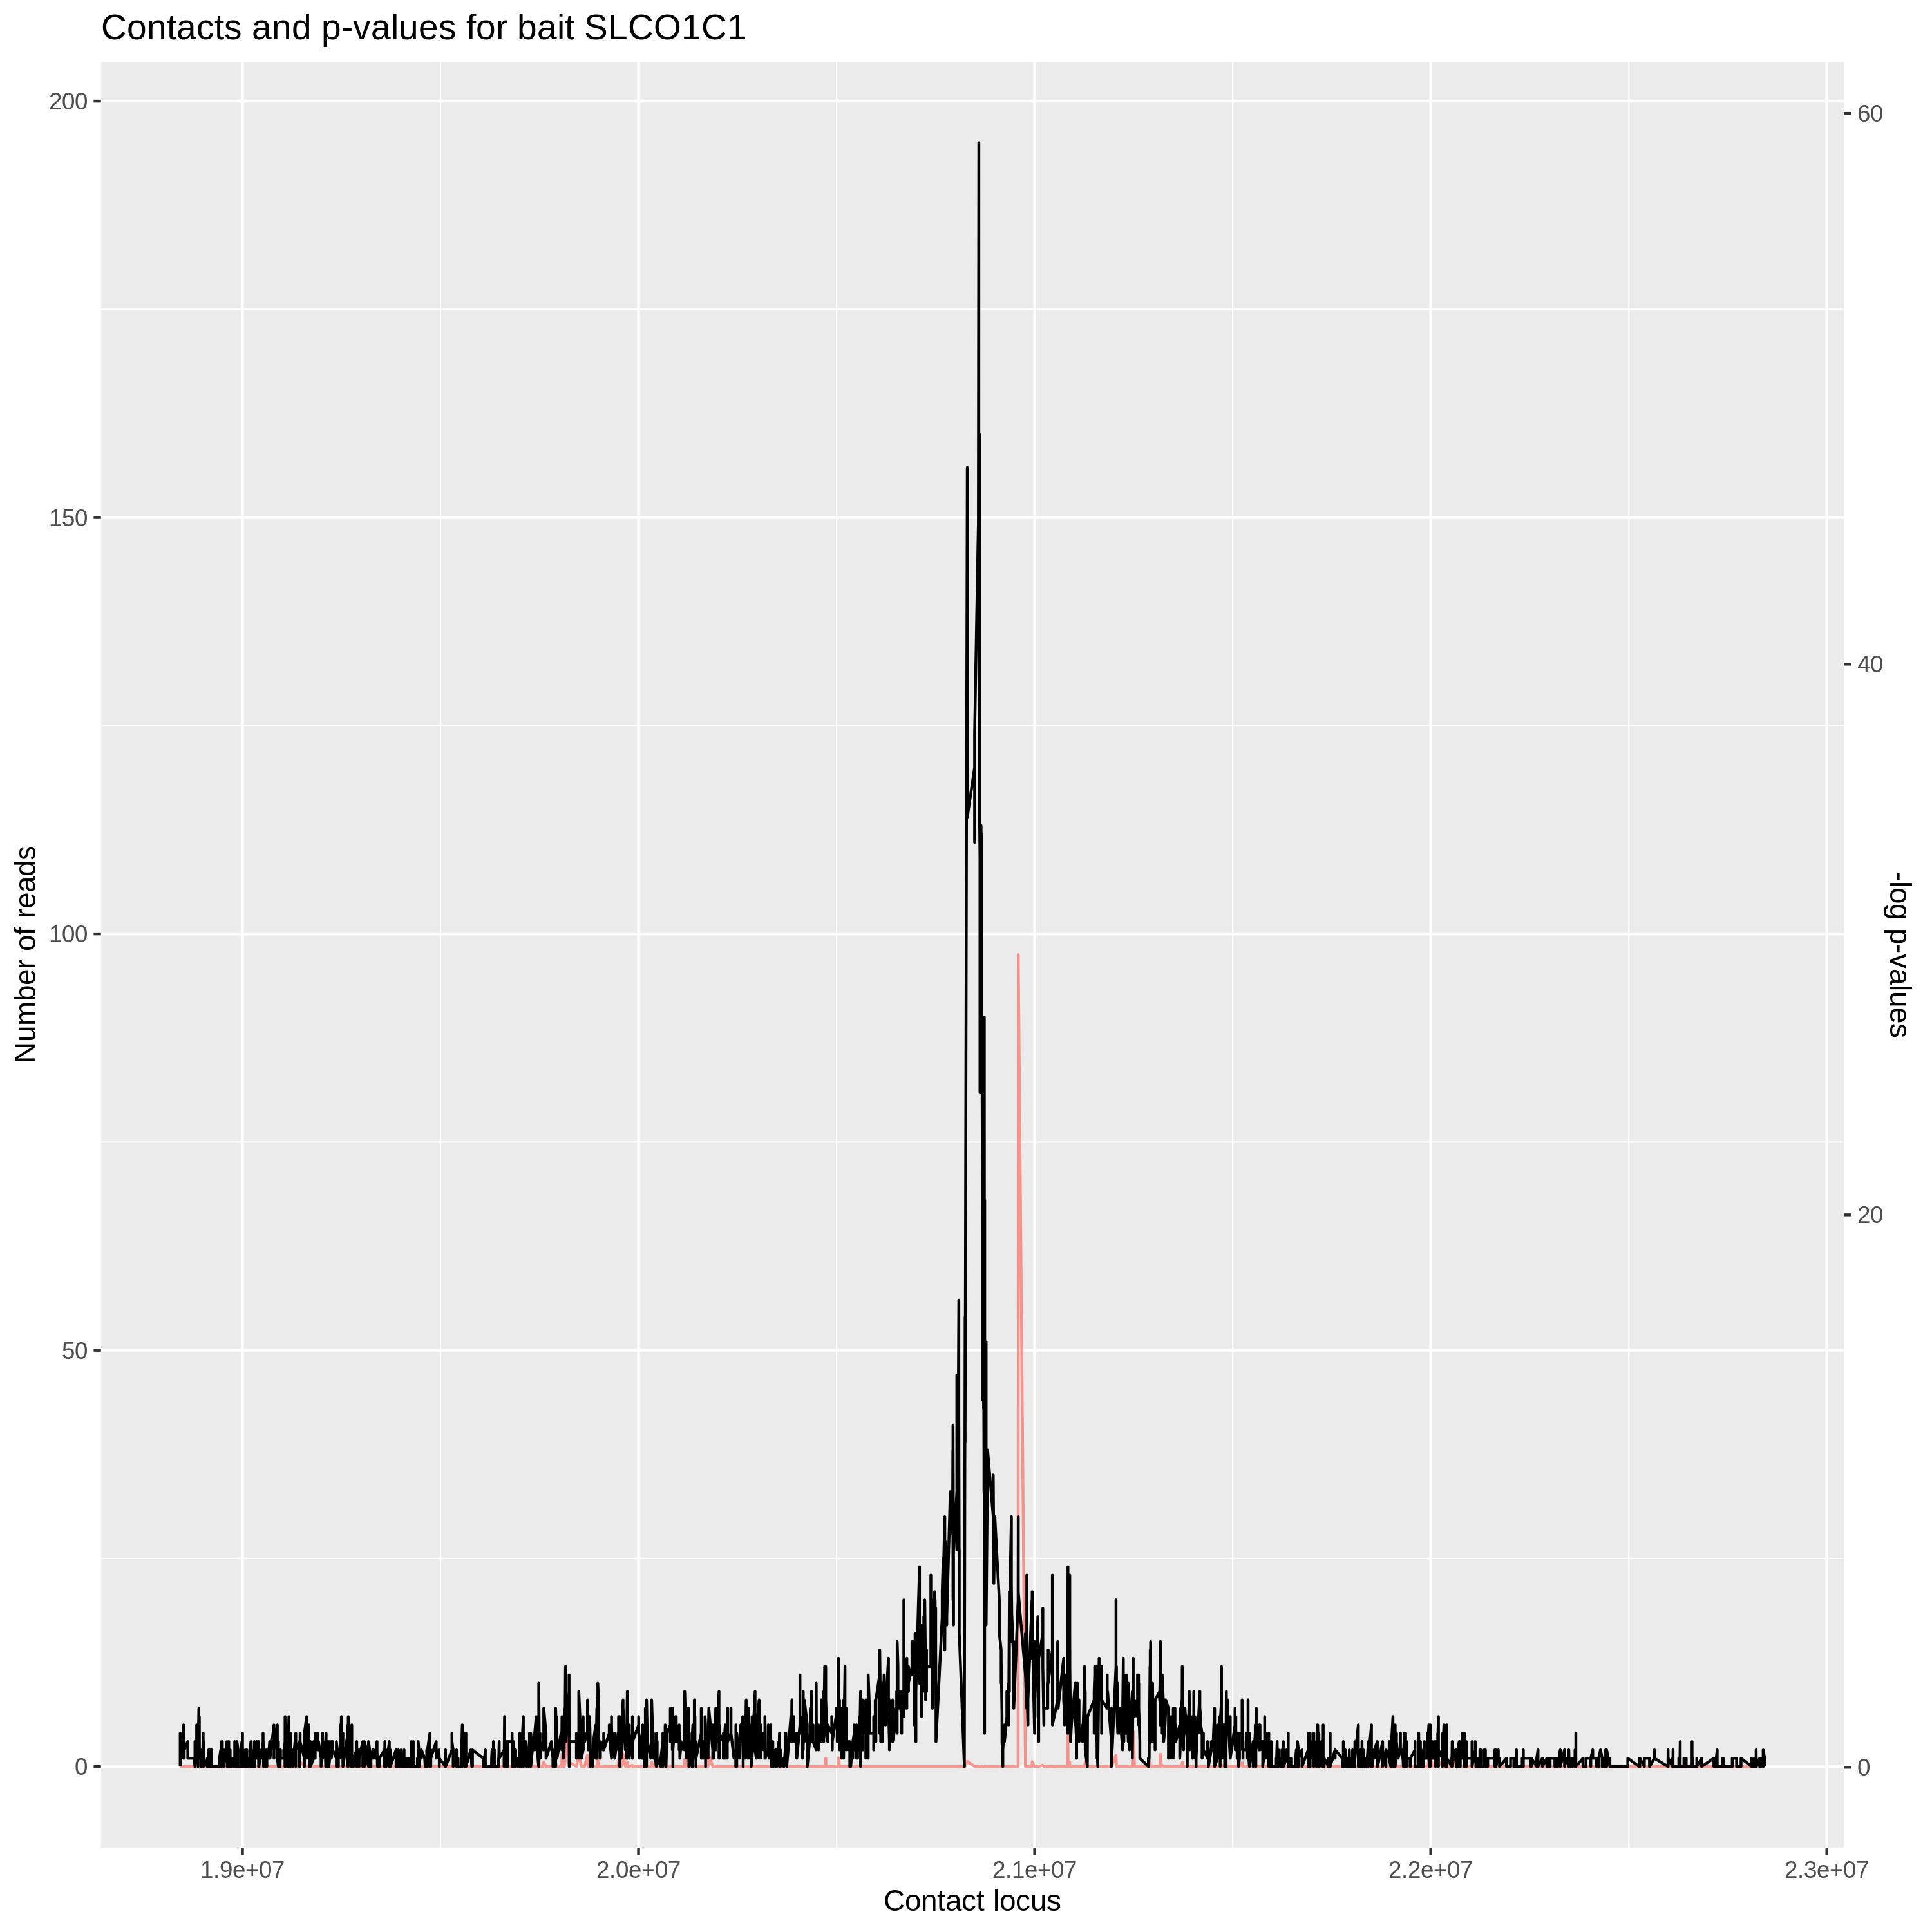 Contacts and p-values for bait SLCO1C1
200
150
100
50
0
Number of reads
60
40
20
0
-log p-values
1.9e+07
2.0e+07
2.1e+07
2.2e+07
2.3e+07
Contact locus